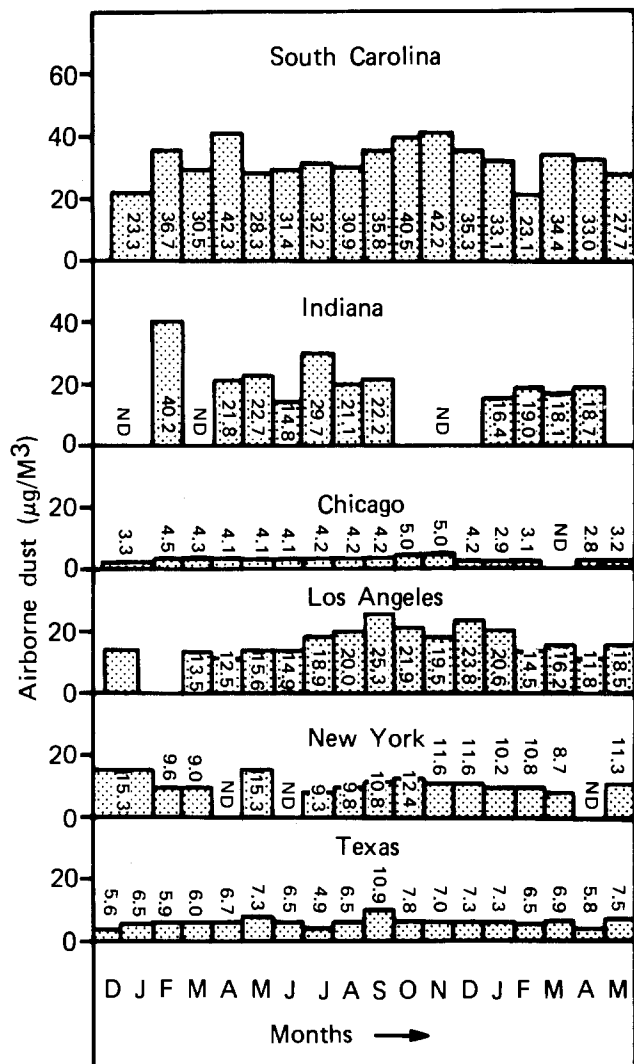 Airborne dust (μg/M3)
South Carolina
60
40
20
0
23.3 36.7 30.5 42.3 28.3 31.4 32.2 30.9 35.8 40.5 42.2 35.3 33.1 23.1 34.4 33.0 27.7
Indiana
40
20
0
ND 40.2 ND 21.8 22.7 14.8 29.7 21.1 22.2 ND 16.4 19.0 18.1 18.7
Chicago
20
0
3.3 4.5 4.3 4.1 4.1 4.1 4.2 4.2 4.2 5.0 5.0 4.2 2.9 3.1 ND 2.8 3.2
Los Angeles
20
0
13.5 12.5 15.6 14.9 18.9 20.0 25.3 21.9 19.5 23.8 20.6 14.5 16.2 11.8 18.5
New York
20
0
15.3 9.6 9.0 ND 15.3 ND 9.3 9.8 10.8 12.4 11.6 11.6 10.2 10.8 8.7 ND 11.3
Texas
20
0
5.6 6.5 5.9 6.0 6.7 7.3 6.5 4.9 6.5 10.9 7.8 7.0 7.3 7.3 6.5 6.9 5.8 7.5
D J F M A M J J A S O N D J F M A M
Months